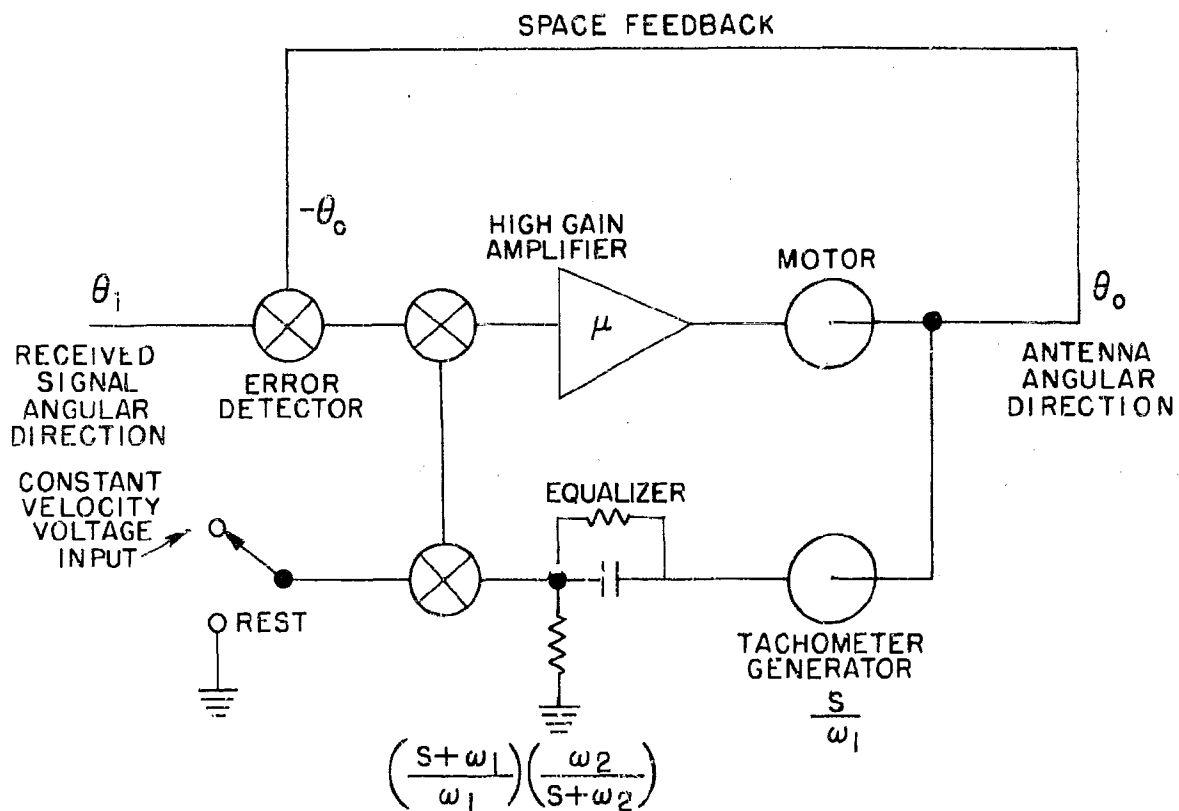 SPACE FEEDBACK
-θo
HIGH GAIN
AMPLIFIER
MOTOR
θi
μ
θo
RECEIVED
SIGNAL
ANGULAR
DIRECTION
ERROR
DETECTOR
ANTENNA
ANGULAR
DIRECTION
CONSTANT
VELOCITY
VOLTAGE
INPUT
EQUALIZER
REST
TACHOMETER
GENERATOR
S/ω1
((S+ω1)/ω1)(ω2/(S+ω2))